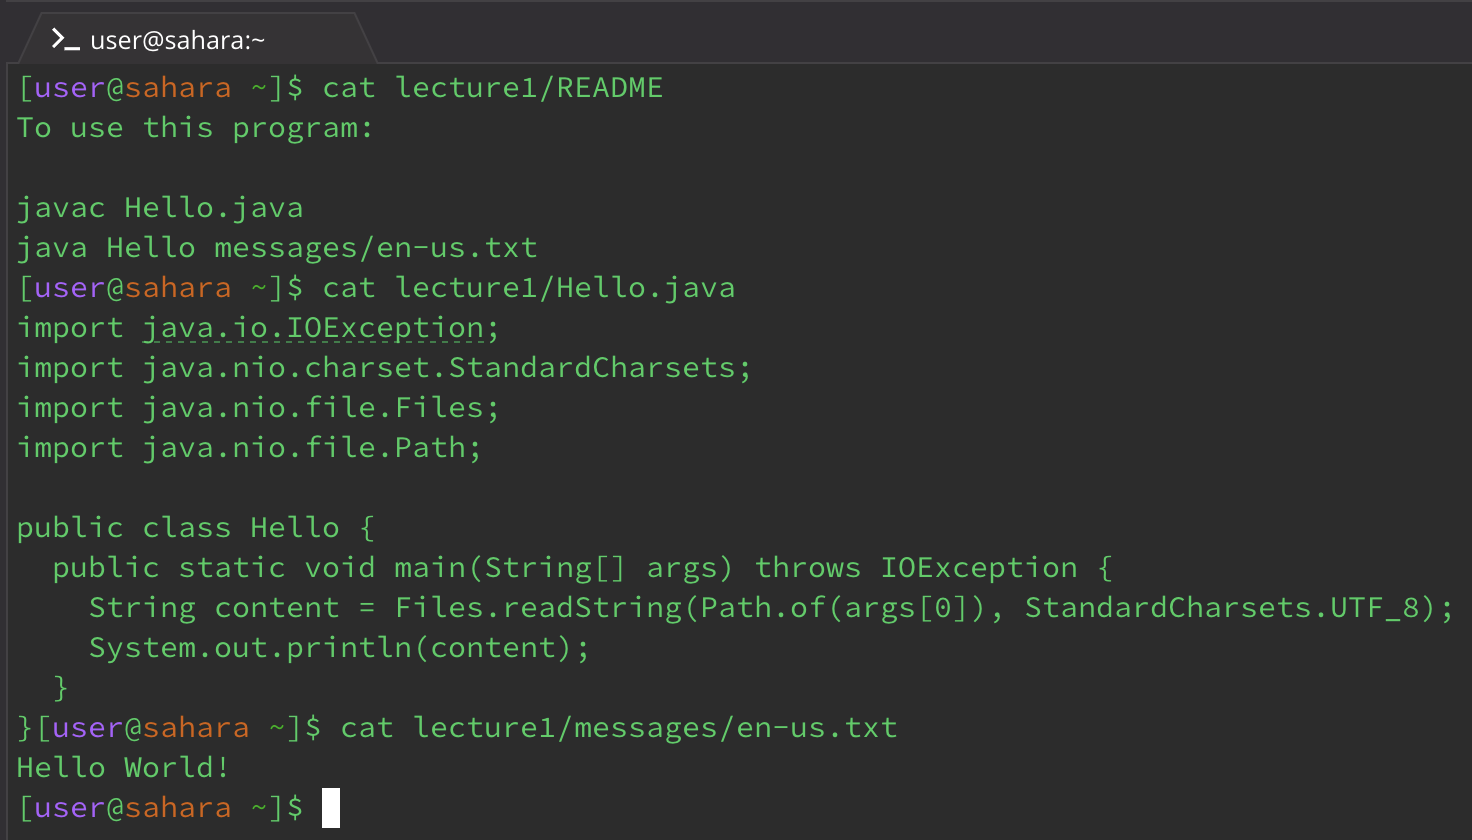 >_ user@sahara:~
[user@sahara ~]$ cat lecture1/README
To use this program:

javac Hello.java
java Hello messages/en-us.txt
[user@sahara ~]$ cat lecture1/Hello.java
import java.io.IOException;
import java.nio.charset.StandardCharsets;
import java.nio.file.Files;
import java.nio.file.Path;

public class Hello {
  public static void main(String[] args) throws IOException {
    String content = Files.readString(Path.of(args[0]), StandardCharsets.UTF_8);
    System.out.println(content);
  }
}[user@sahara ~]$ cat lecture1/messages/en-us.txt
Hello World!
[user@sahara ~]$